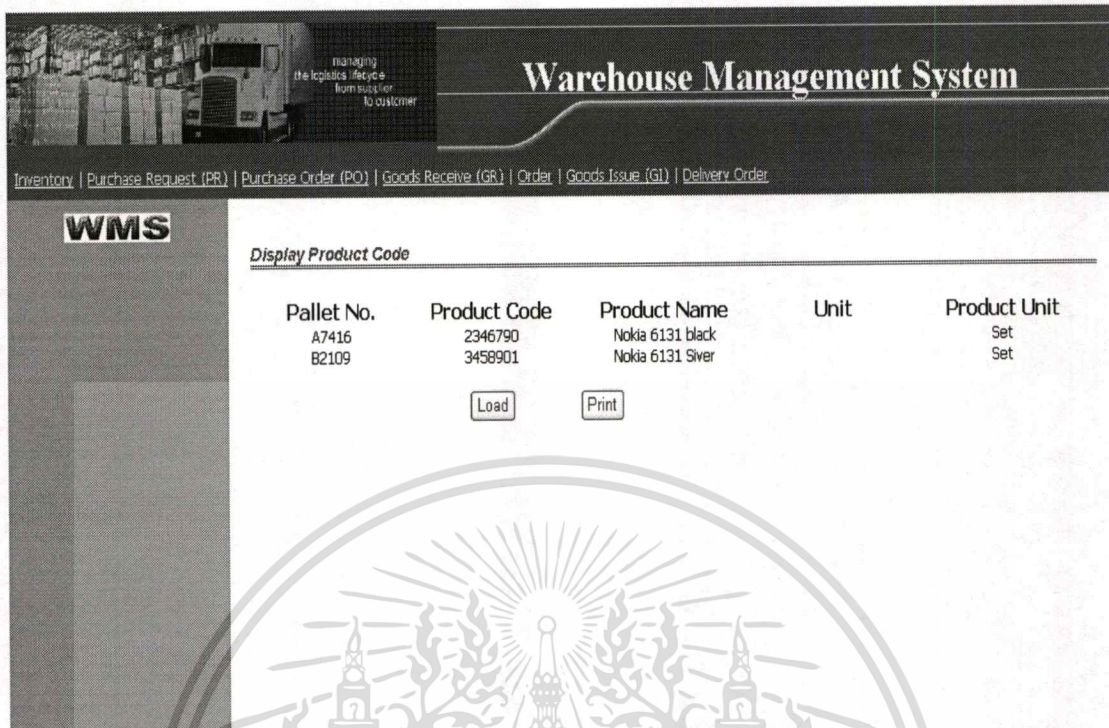 managing
the logistics lifecycle
from supplier
to customer
Warehouse Management System
Inventory | Purchase Request (PR) | Purchase Order (PO) | Goods Receive (GR) | Order | Goods Issue (GI) | Delivery Order
WMS
Display Product Code
Pallet No. Product Code Product Name Unit Product Unit
A7416 2346790 Nokia 6131 black Set
B2109 3458901 Nokia 6131 Siver Set
Load Print